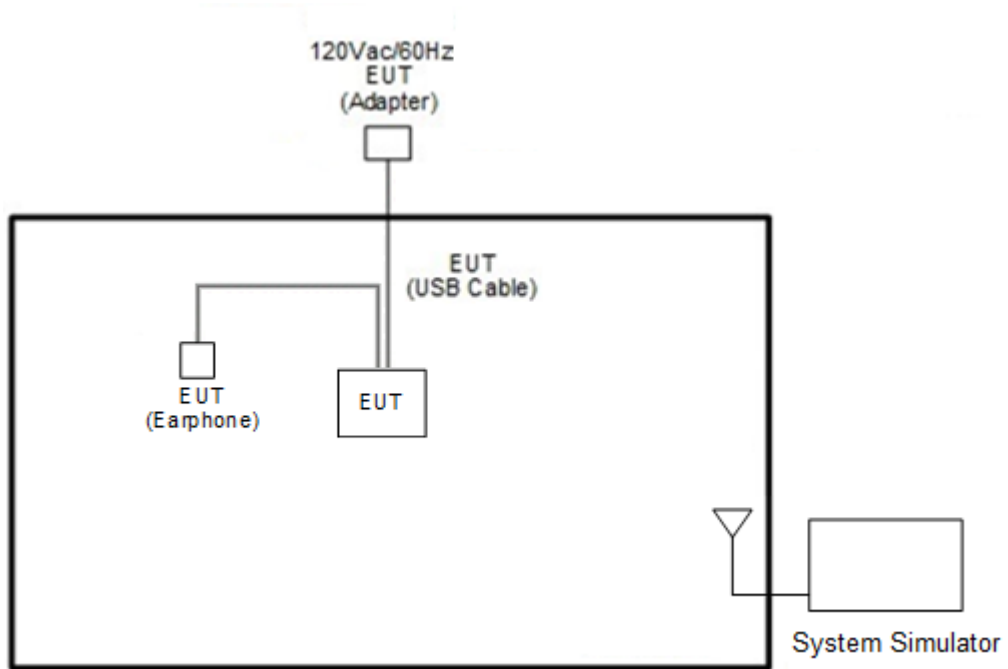 120Vac/60Hz
EUT
(Adapter)
EUT
(USB Cable)
EUT
(Earphone)
EUT
System Simulator